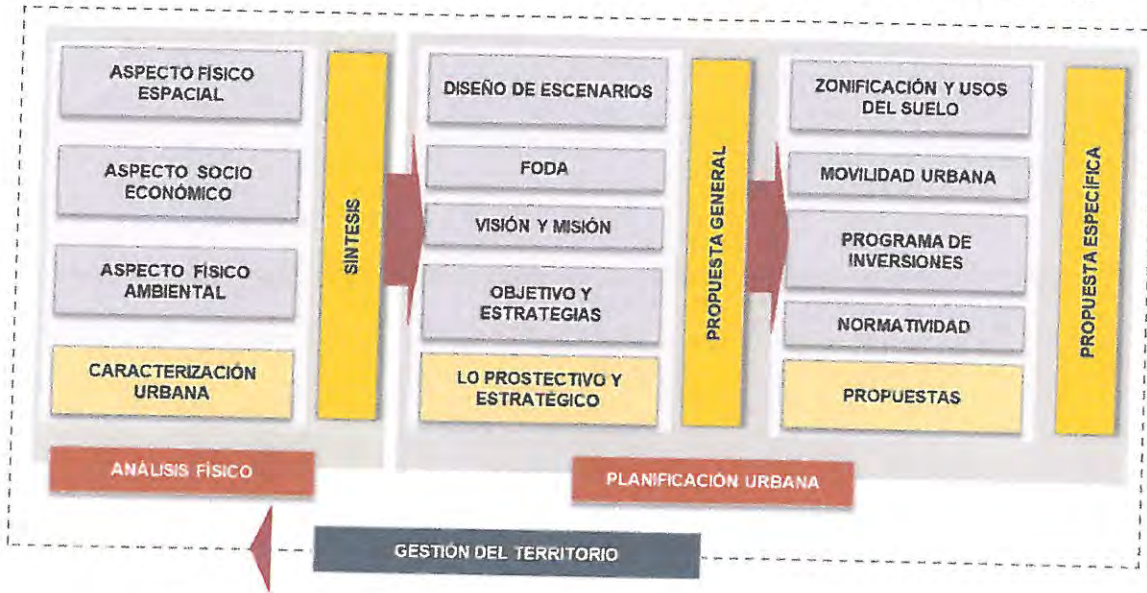 ASPECTO FÍSICO
ESPACIAL
ASPECTO SOCIO
ECONÓMICO
ASPECTO FÍSICO
AMBIENTAL
CARACTERIZACIÓN
URBANA
SÍNTESIS
ANÁLISIS FÍSICO
DISEÑO DE ESCENARIOS
FODA
VISIÓN Y MISIÓN
OBJETIVO Y
ESTRATEGIAS
LO PROSTECTIVO Y
ESTRATÉGICO
PROPUESTA GENERAL
ZONIFICACIÓN Y USOS
DEL SUELO
MOVILIDAD URBANA
PROGRAMA DE
INVERSIONES
NORMATIVIDAD
PROPUESTAS
PROPUESTA ESPECÍFICA
PLANIFICACIÓN URBANA
GESTIÓN DEL TERRITORIO